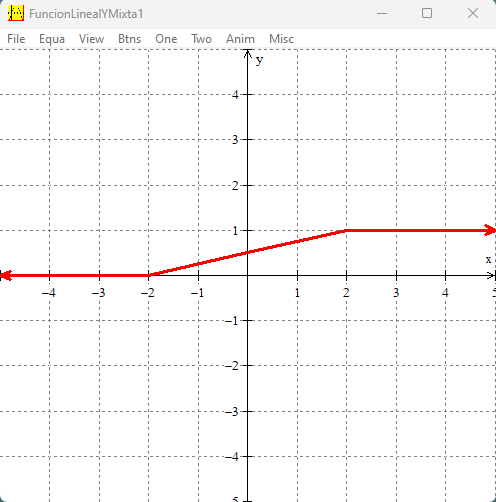 FuncionLinealYMixta1
File Equa View Btns One Two Anim Misc
y
4
3
2
1
x
–4 –3 –2 –1 1 2 3 4 5
–1
–2
–3
–4
5